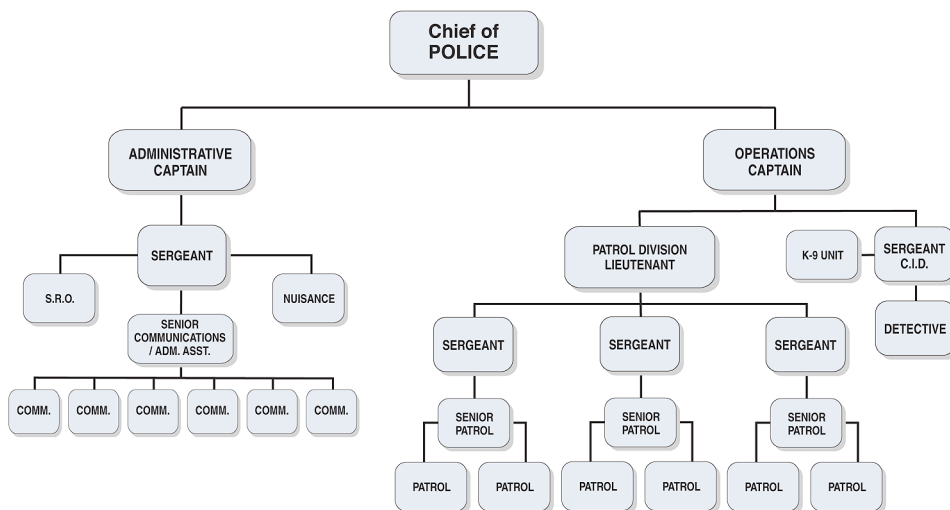 Chief of
POLICE
ADMINISTRATIVE
CAPTAIN
OPERATIONS
CAPTAIN
SERGEANT
S.R.O.
NUISANCE
SENIOR
COMMUNICATIONS
/ ADM. ASST.
COMM.
COMM.
COMM.
COMM.
COMM.
COMM.
PATROL DIVISION
LIEUTENANT
K-9 UNIT
SERGEANT
C.I.D.
DETECTIVE
SERGEANT
SERGEANT
SERGEANT
SENIOR
PATROL
SENIOR
PATROL
SENIOR
PATROL
PATROL
PATROL
PATROL
PATROL
PATROL
PATROL